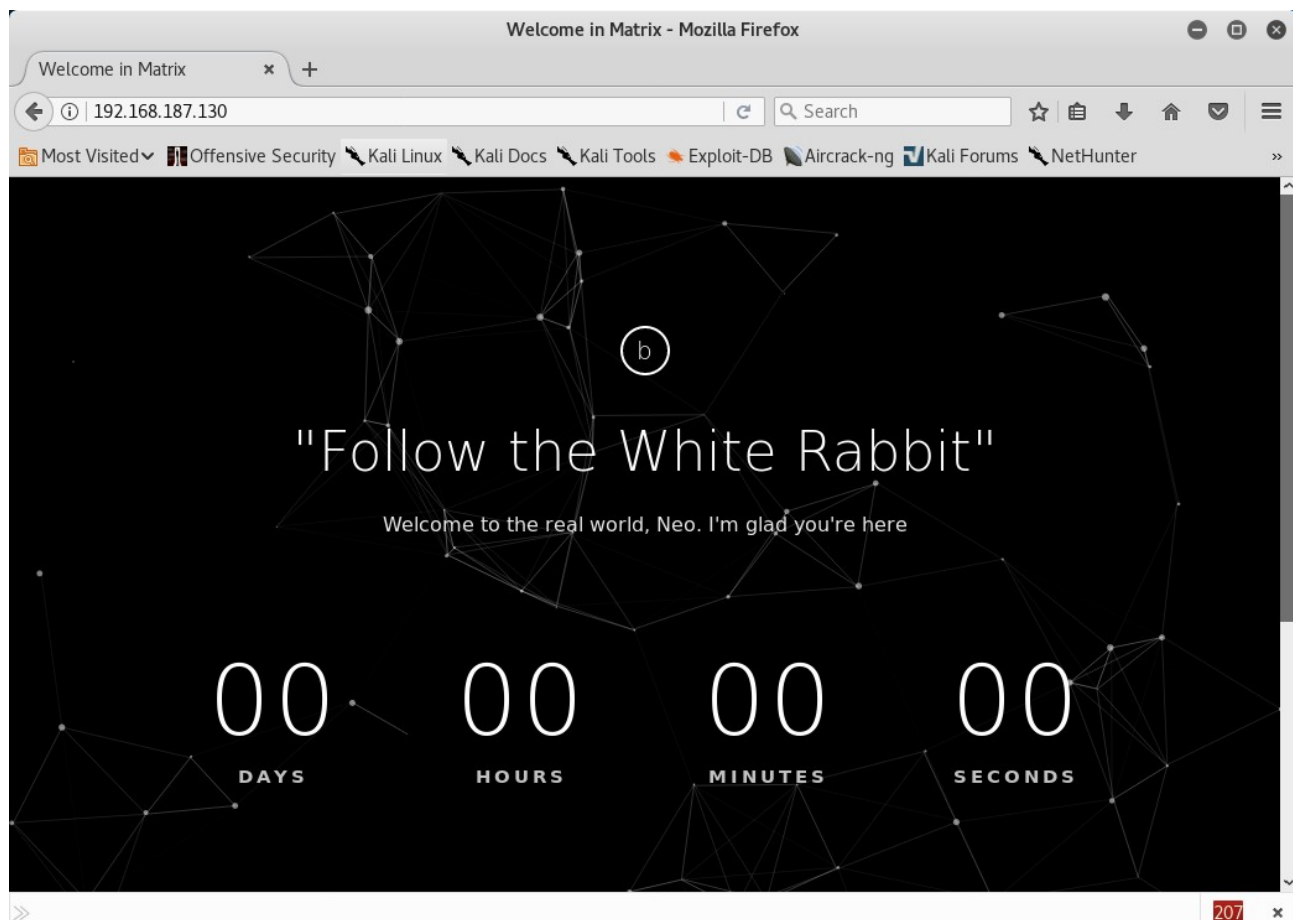 Welcome in Matrix - Mozilla Firefox
Welcome in Matrix
192.168.187.130
Search
Most Visited Offensive Security Kali Linux Kali Docs Kali Tools Exploit-DB Aircrack-ng Kali Forums NetHunter »
b
"Follow the White Rabbit"
Welcome to the real world, Neo. I'm glad you're here
00 00 00 00
DAYS HOURS MINUTES SECONDS
207